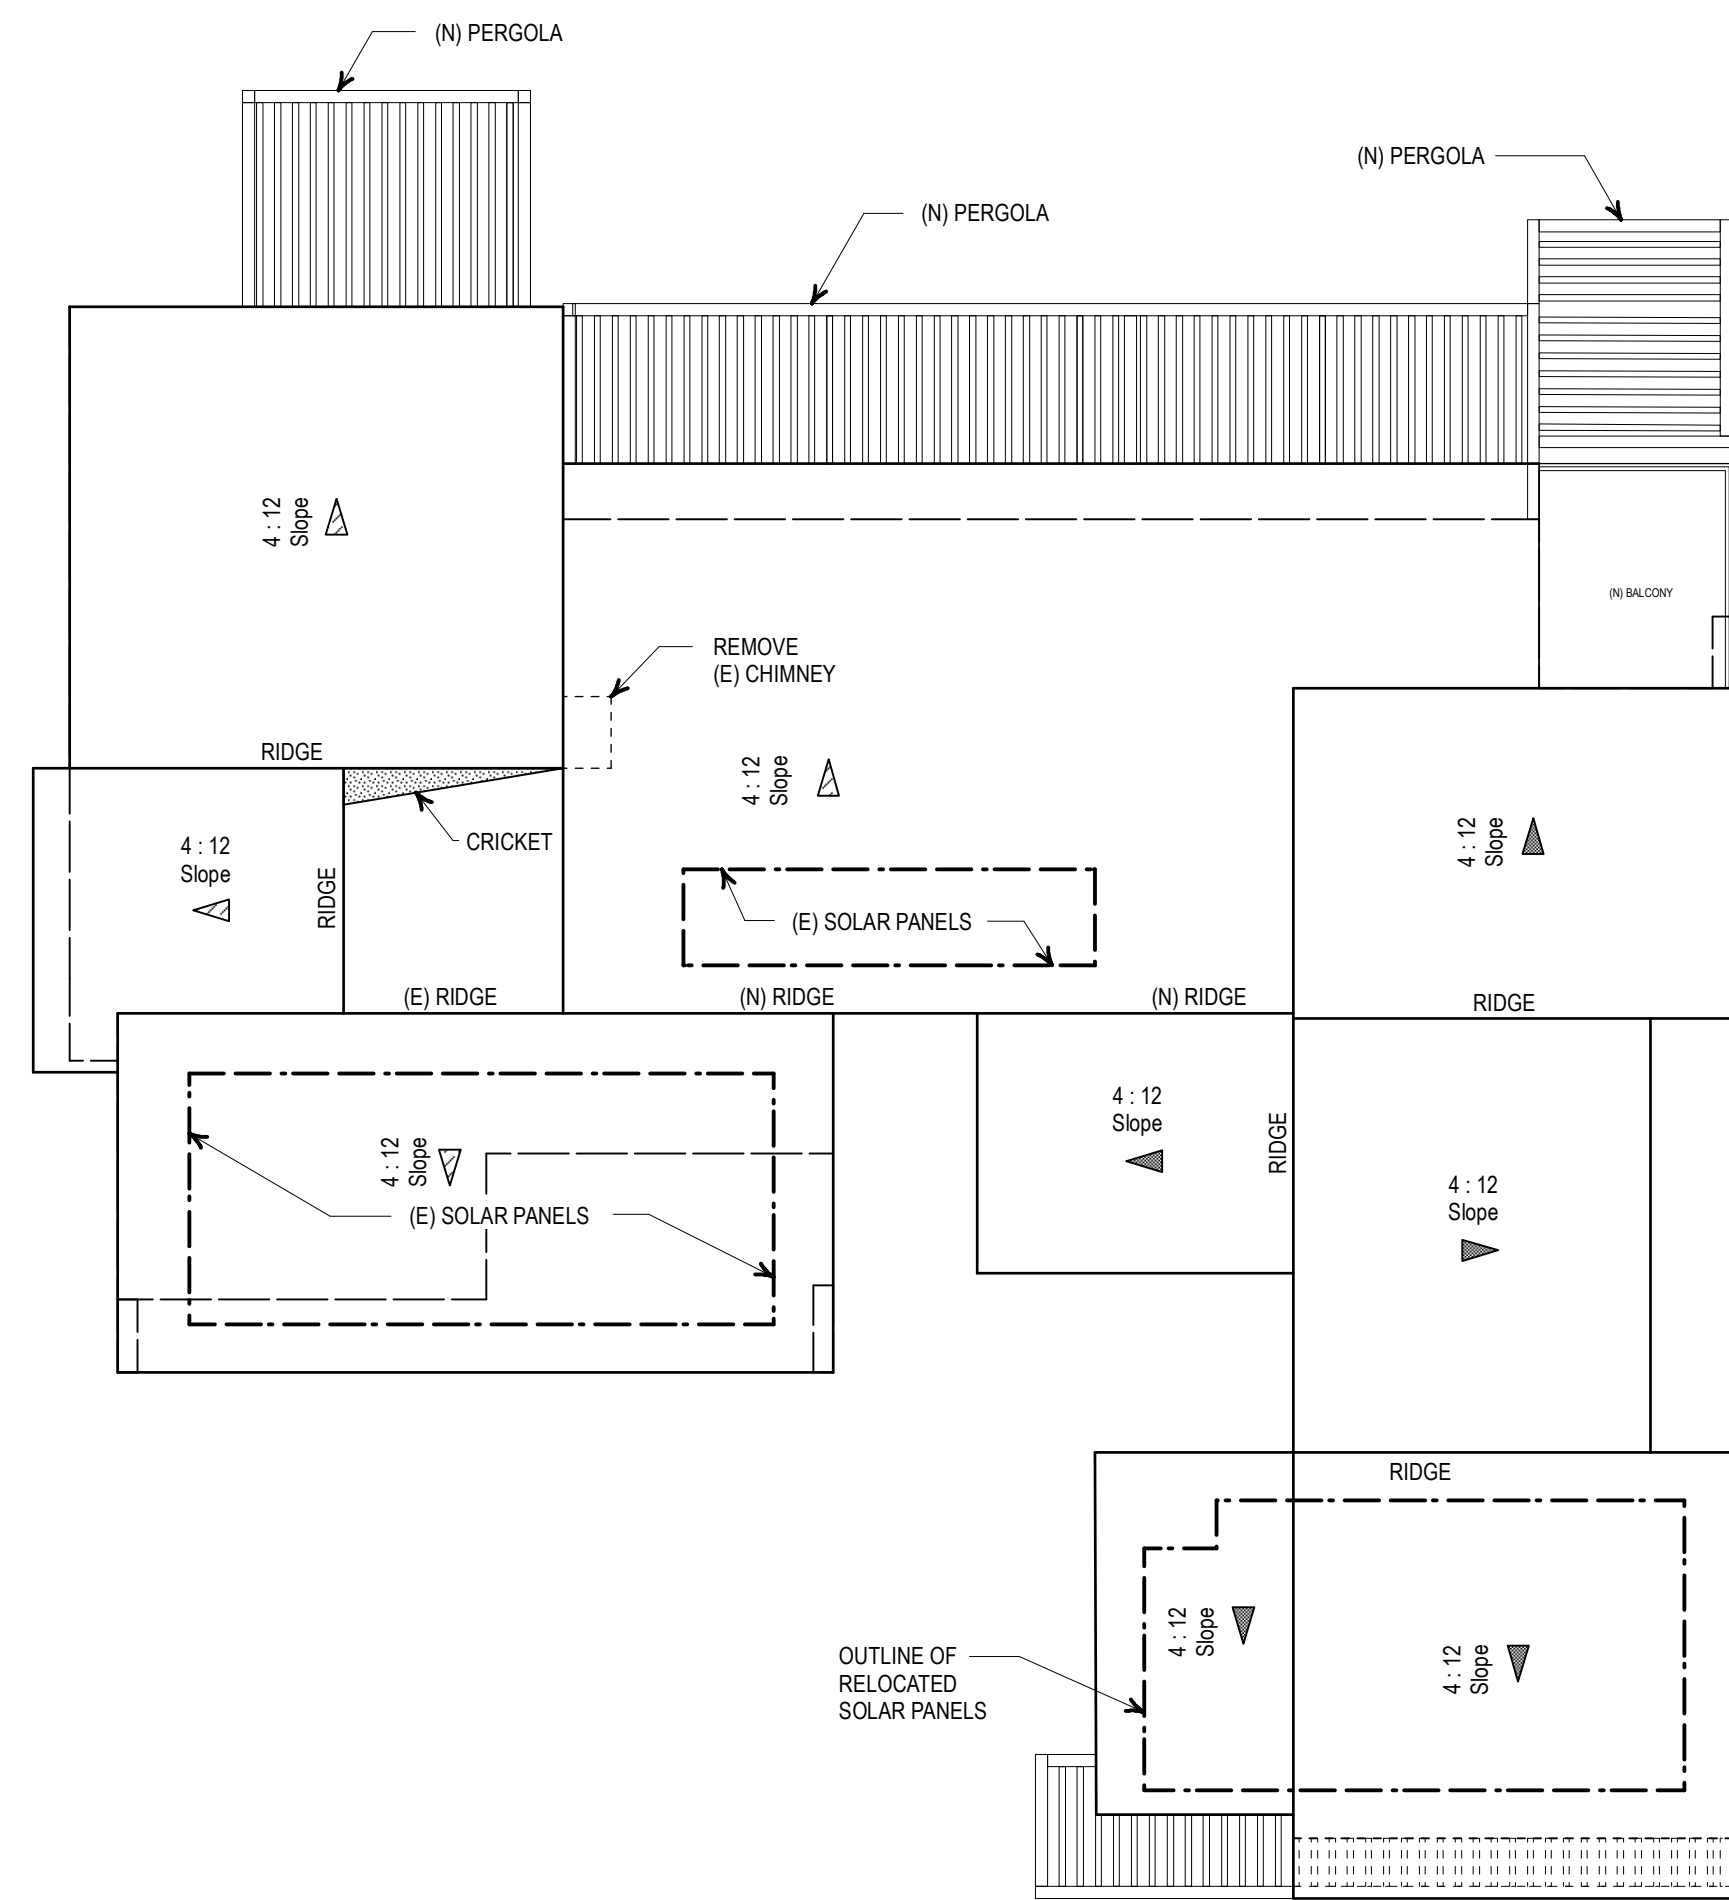 (N) PERGOLA
(N) PERGOLA
(N) PERGOLA
4 : 12
Slope
(N) BALCONY
REMOVE
(E) CHIMNEY
RIDGE
4 : 12
Slope
CRICKET
4 : 12
Slope
RIDGE
4 : 12
Slope
(E) SOLAR PANELS
(E) RIDGE
(N) RIDGE
(N) RIDGE
RIDGE
4 : 12
Slope
RIDGE
4 : 12
Slope
(E) SOLAR PANELS
4 : 12
Slope
RIDGE
4 : 12
Slope
4 : 12
Slope
OUTLINE OF
RELOCATED
SOLAR PANELS